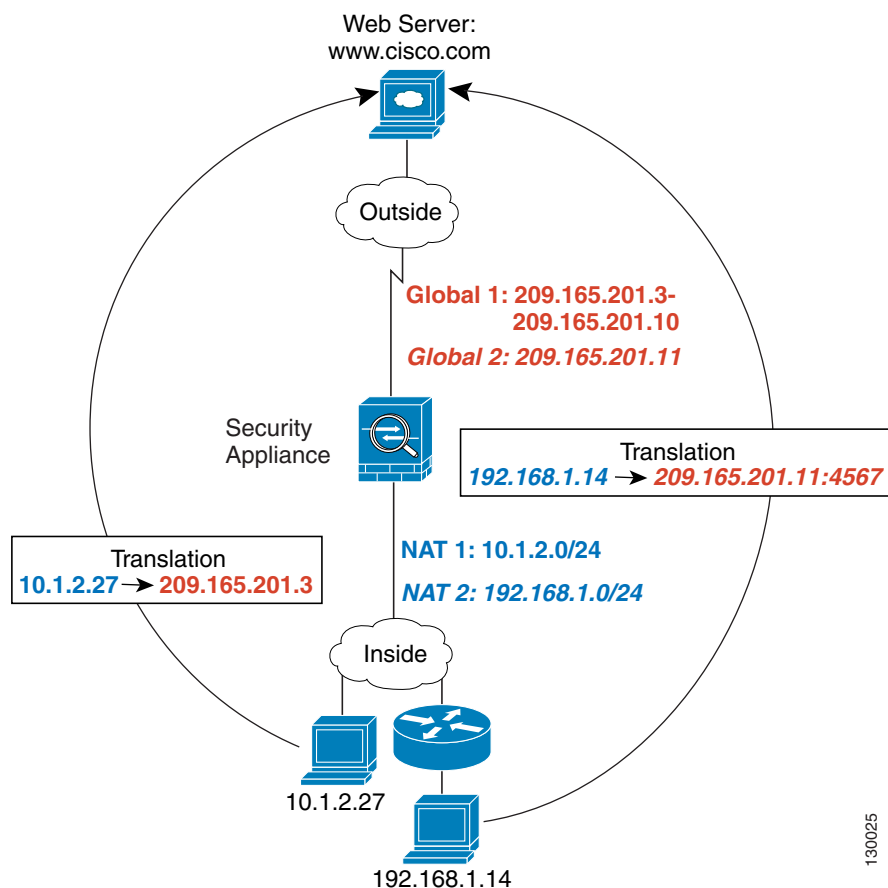 Web Server:
www.cisco.com
Outside
Global 1: 209.165.201.3-
209.165.201.10
Global 2: 209.165.201.11
Security
Appliance
Translation
192.168.1.14 209.165.201.11:4567
NAT 1: 10.1.2.0/24
NAT 2: 192.168.1.0/24
Translation
10.1.2.27 209.165.201.3
Inside
10.1.2.27
192.168.1.14
130025